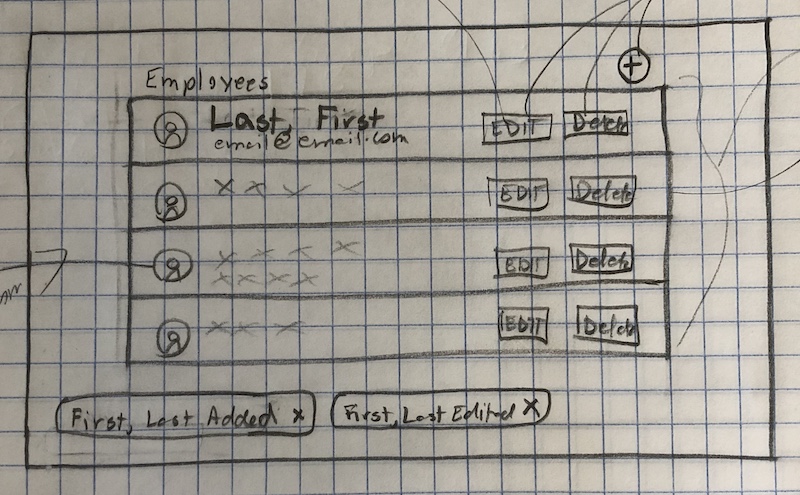 +
Employees
Last, First EDIT Delete
email@email.com
x x x x EDIT Delete
x x x x EDIT Delete
x x x x
x x x EDIT Delete
First, Last Added x First, Last Edited X